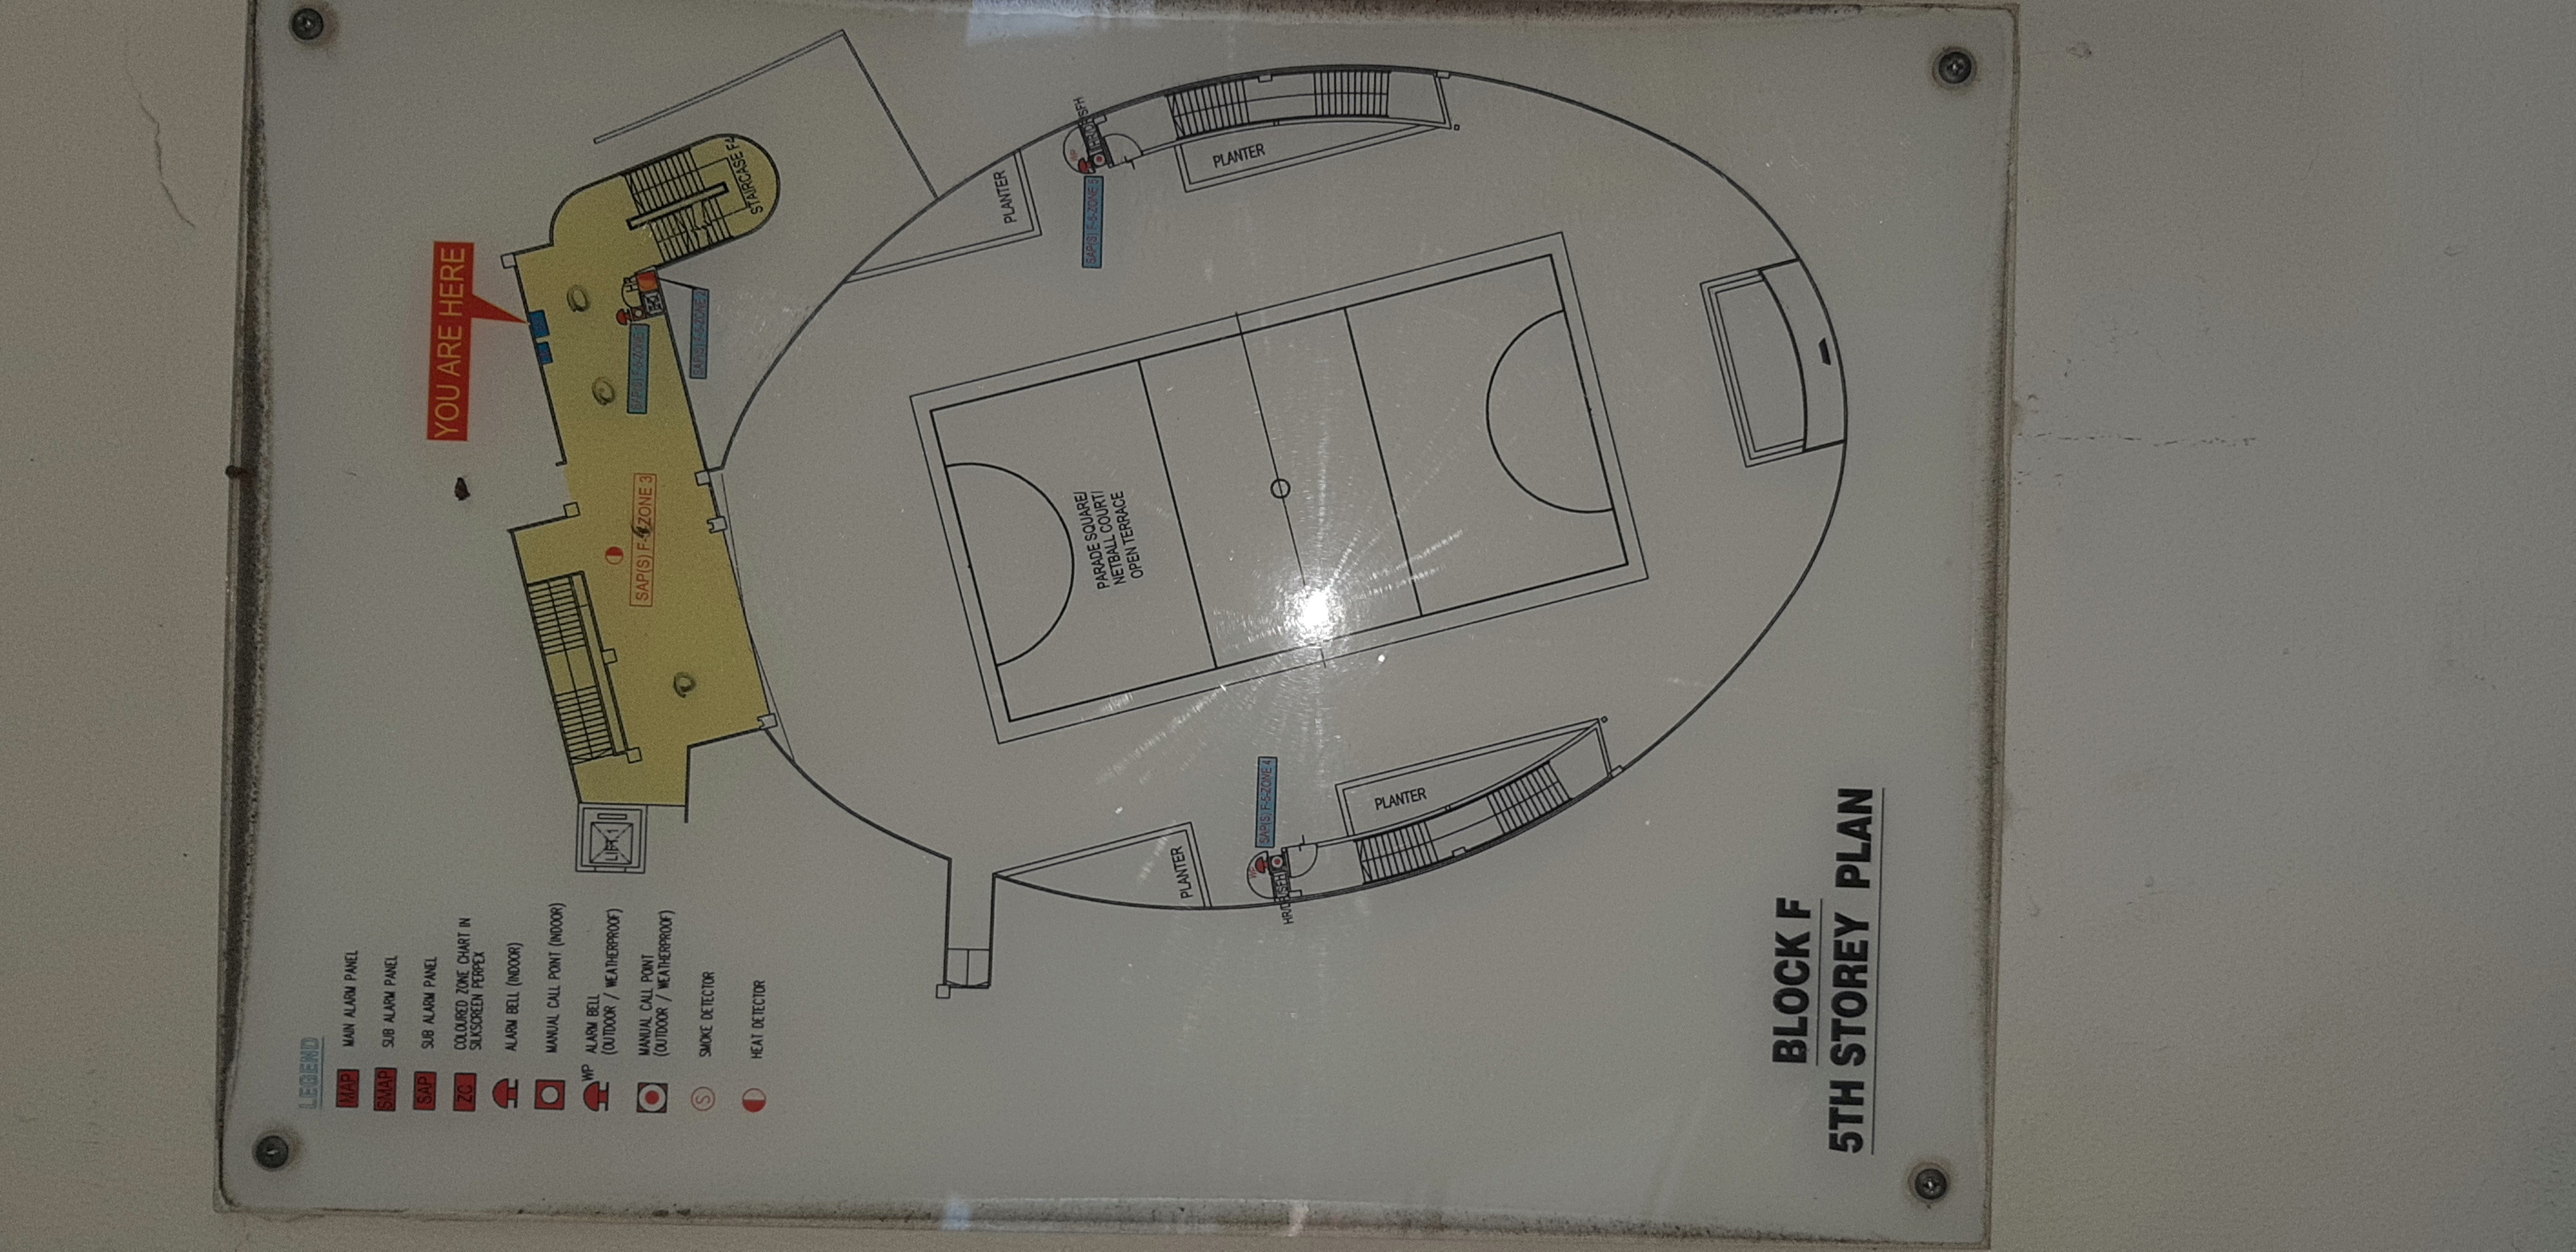 LEGEND
MAP MAIN ALARM PANEL
SMAP SUB ALARM PANEL
SAP SUB ALARM PANEL
ZC COLOURED ZONE CHART IN
SILKSCREEN PERPEX
ALARM BELL (INDOOR)
MANUAL CALL POINT (INDOOR)
WP ALARM BELL
(OUTDOOR / WEATHERPROOF)
MANUAL CALL POINT
(OUTDOOR / WEATHERPROOF)
S SMOKE DETECTOR
HEAT DETECTOR
YOU ARE HERE
LIFT 1
SAP(S) F-5-ZONE 3
SAP(S) F-5-ZONE
HR
SAP(S) F-5-ZONE 2
STAIRCASE F4
PLANTER
PARADE SQUARE/
NETBALL COURT/
OPEN TERRACE
SAP(S) F-5-ZONE 5
HR/DR/SFH
PLANTER
PLANTER
SAP(S) F-5-ZONE 4
HR/DR/SFH
PLANTER
BLOCK F
5TH STOREY PLAN